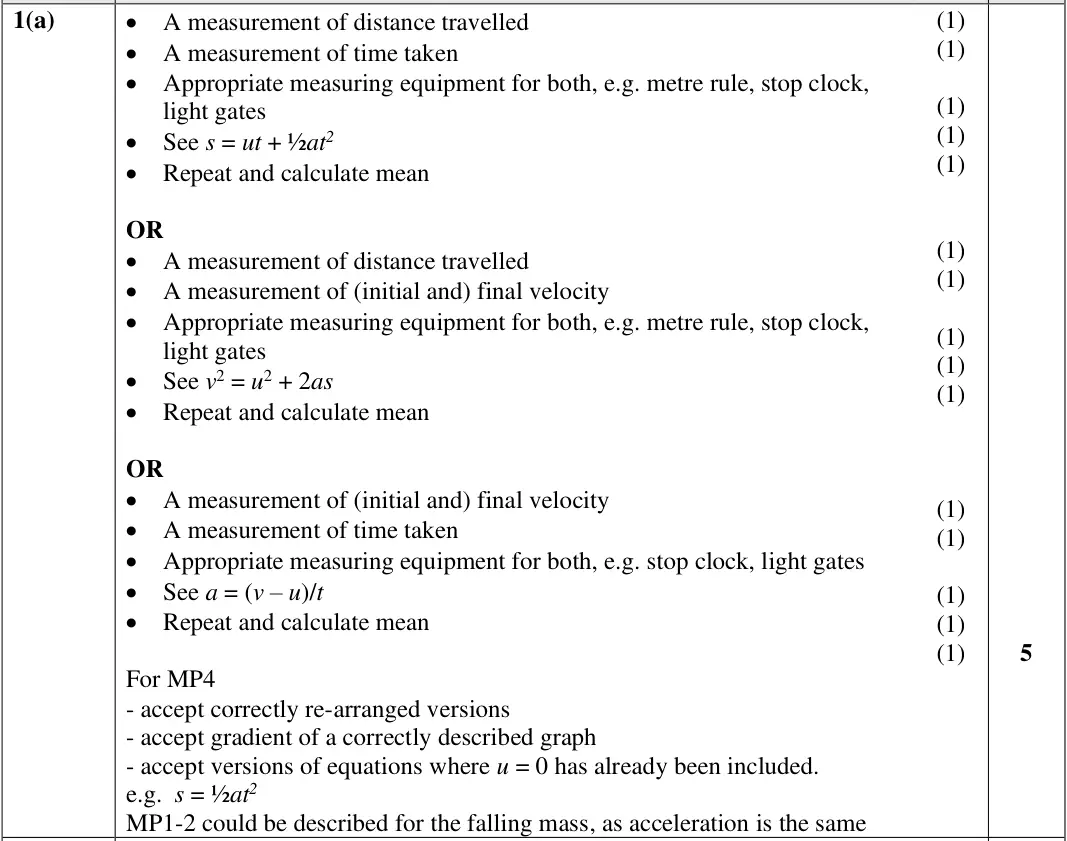 1(a)
• A measurement of distance travelled (1)
• A measurement of time taken (1)
• Appropriate measuring equipment for both, e.g. metre rule, stop clock,
light gates (1)
• See s = ut + ½at² (1)
• Repeat and calculate mean (1)
OR
• A measurement of distance travelled (1)
• A measurement of (initial and) final velocity (1)
• Appropriate measuring equipment for both, e.g. metre rule, stop clock,
light gates (1)
• See v² = u² + 2as (1)
• Repeat and calculate mean (1)
OR
• A measurement of (initial and) final velocity (1)
• A measurement of time taken (1)
• Appropriate measuring equipment for both, e.g. stop clock, light gates
• See a = (v – u)/t (1)
• Repeat and calculate mean (1)
(1) 5
For MP4
- accept correctly re-arranged versions
- accept gradient of a correctly described graph
- accept versions of equations where u = 0 has already been included.
e.g. s = ½at²
MP1-2 could be described for the falling mass, as acceleration is the same